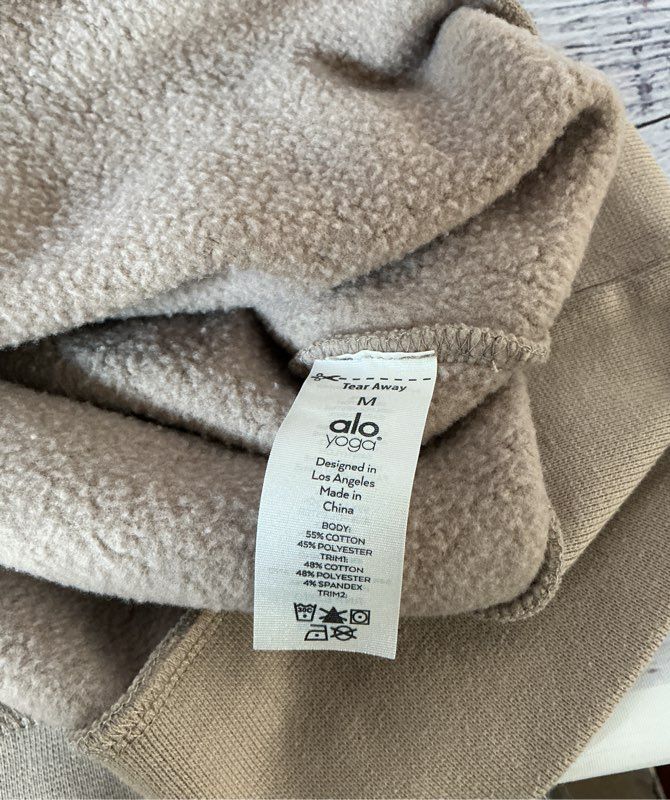 Tear Away
M
alo
yoga®
Designed in
Los Angeles
Made in
China
BODY:
55% COTTON
45% POLYESTER
TRIM1:
48% COTTON
48% POLYESTER
4% SPANDEX
TRIM2:
30C